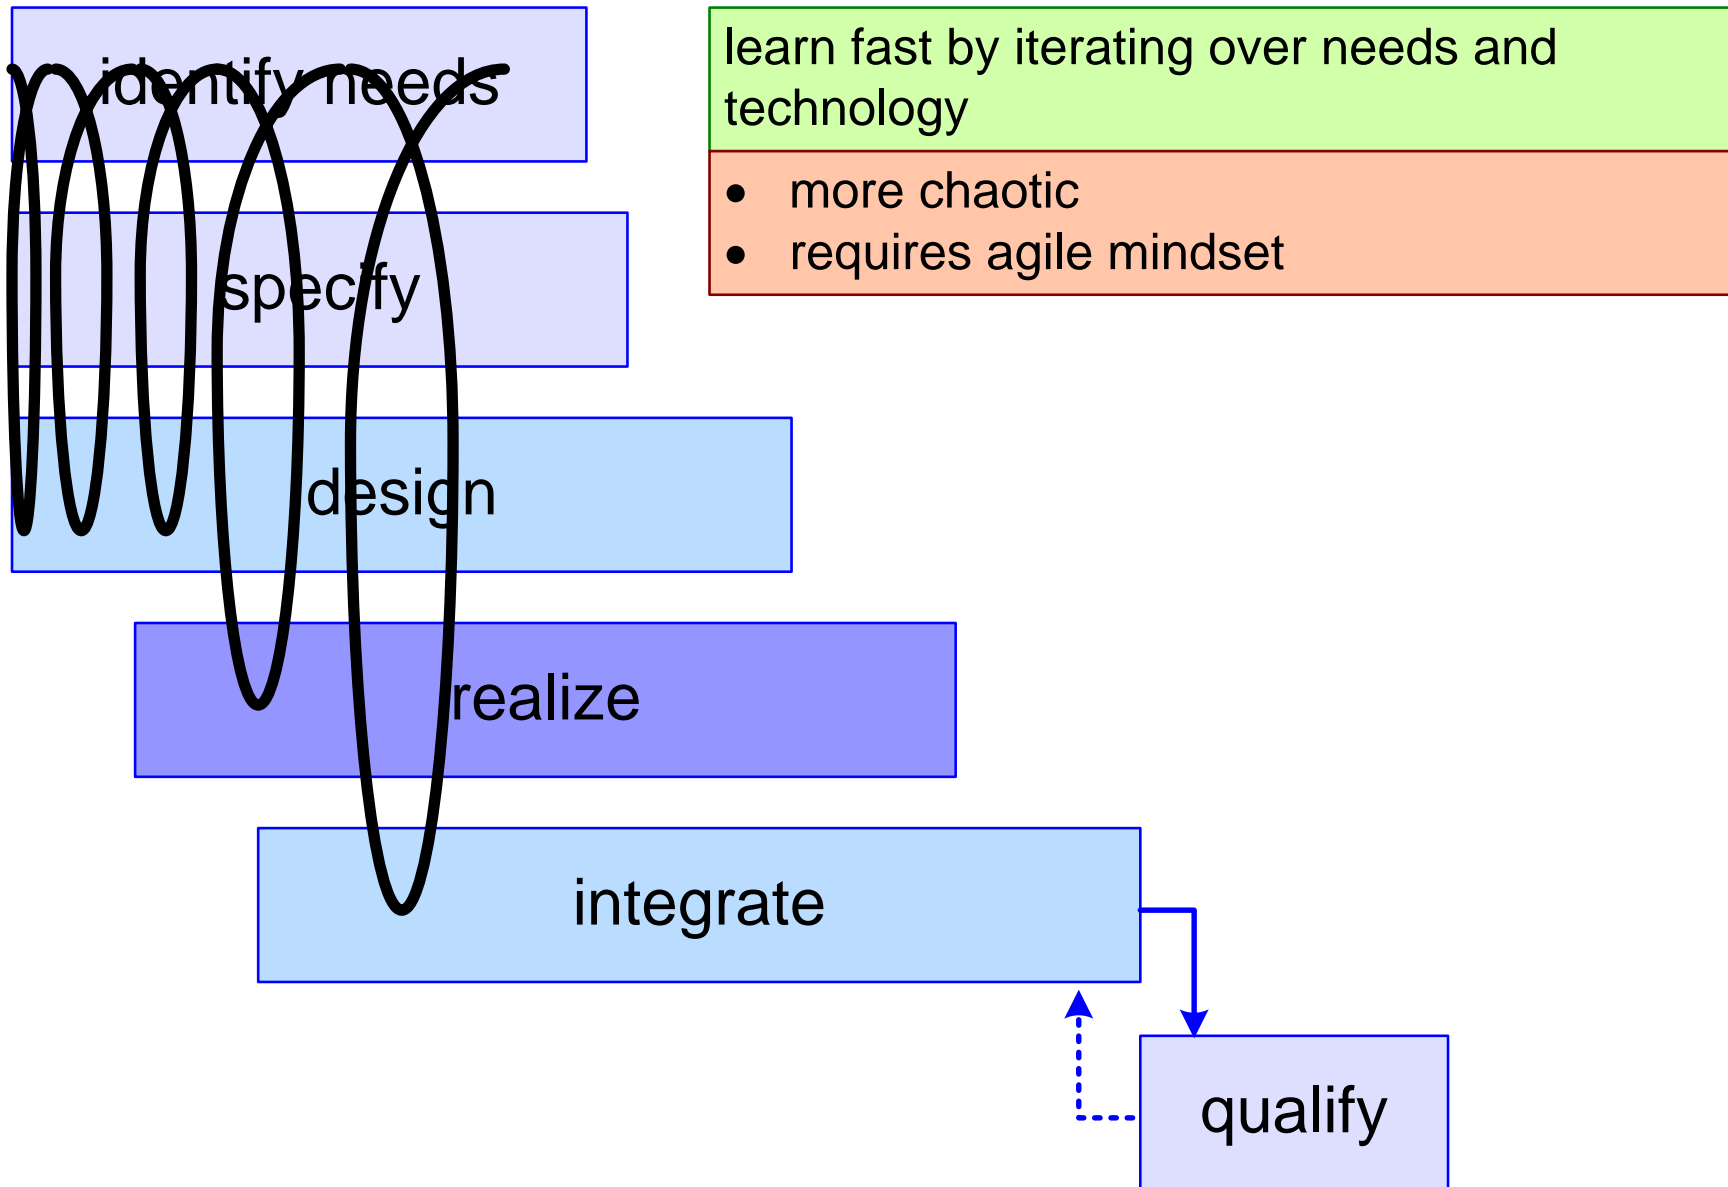 identify needs
learn fast by iterating over needs and
technology
• more chaotic
• requires agile mindset
specify
design
realize
integrate
qualify